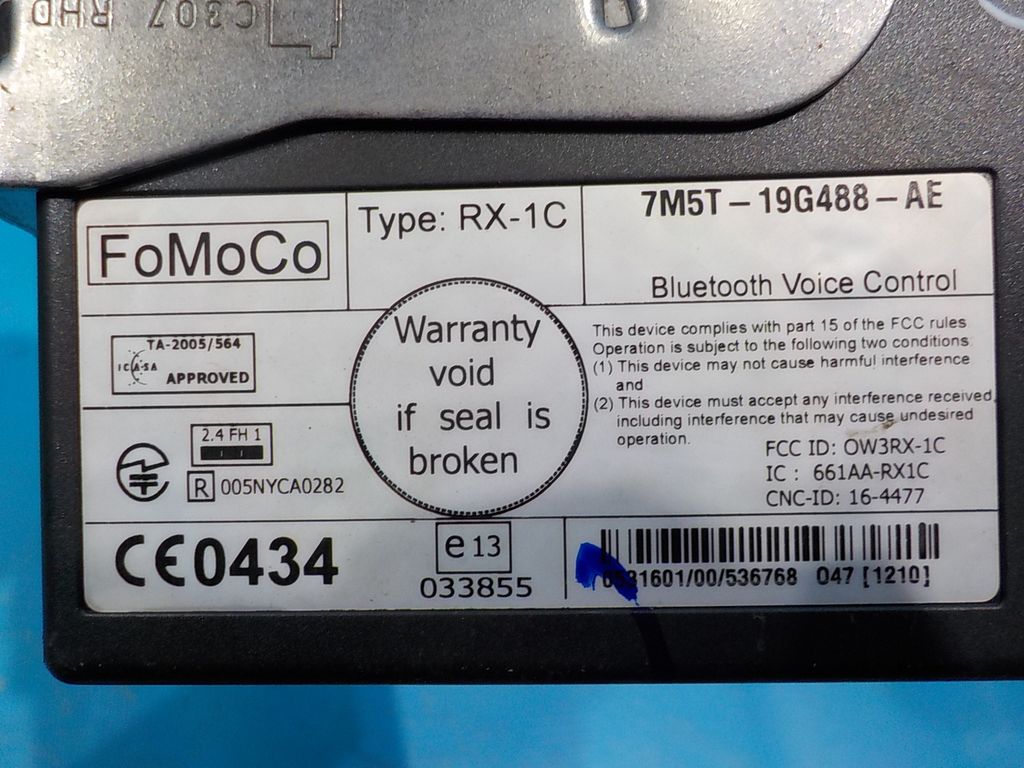 C307 RHD
FoMoCo
Type: RX-1C
7M5T-19G488-AE
Bluetooth Voice Control
TA-2005/564
ICASA
APPROVED
Warranty
void
if seal is
broken
This device complies with part 15 of the FCC rules
Operation is subject to the following two conditions
(1) This device may not cause harmful interference
and
(2) This device must accept any interference received,
including interference that may cause undesired
operation.
2.4 FH 1
R 005NYCA0282
FCC ID: OW3RX-1C
IC : 661AA-RX1C
CNC-ID: 16-4477
CE0434
e13
033855
0531601/00/536768 047 [1210]